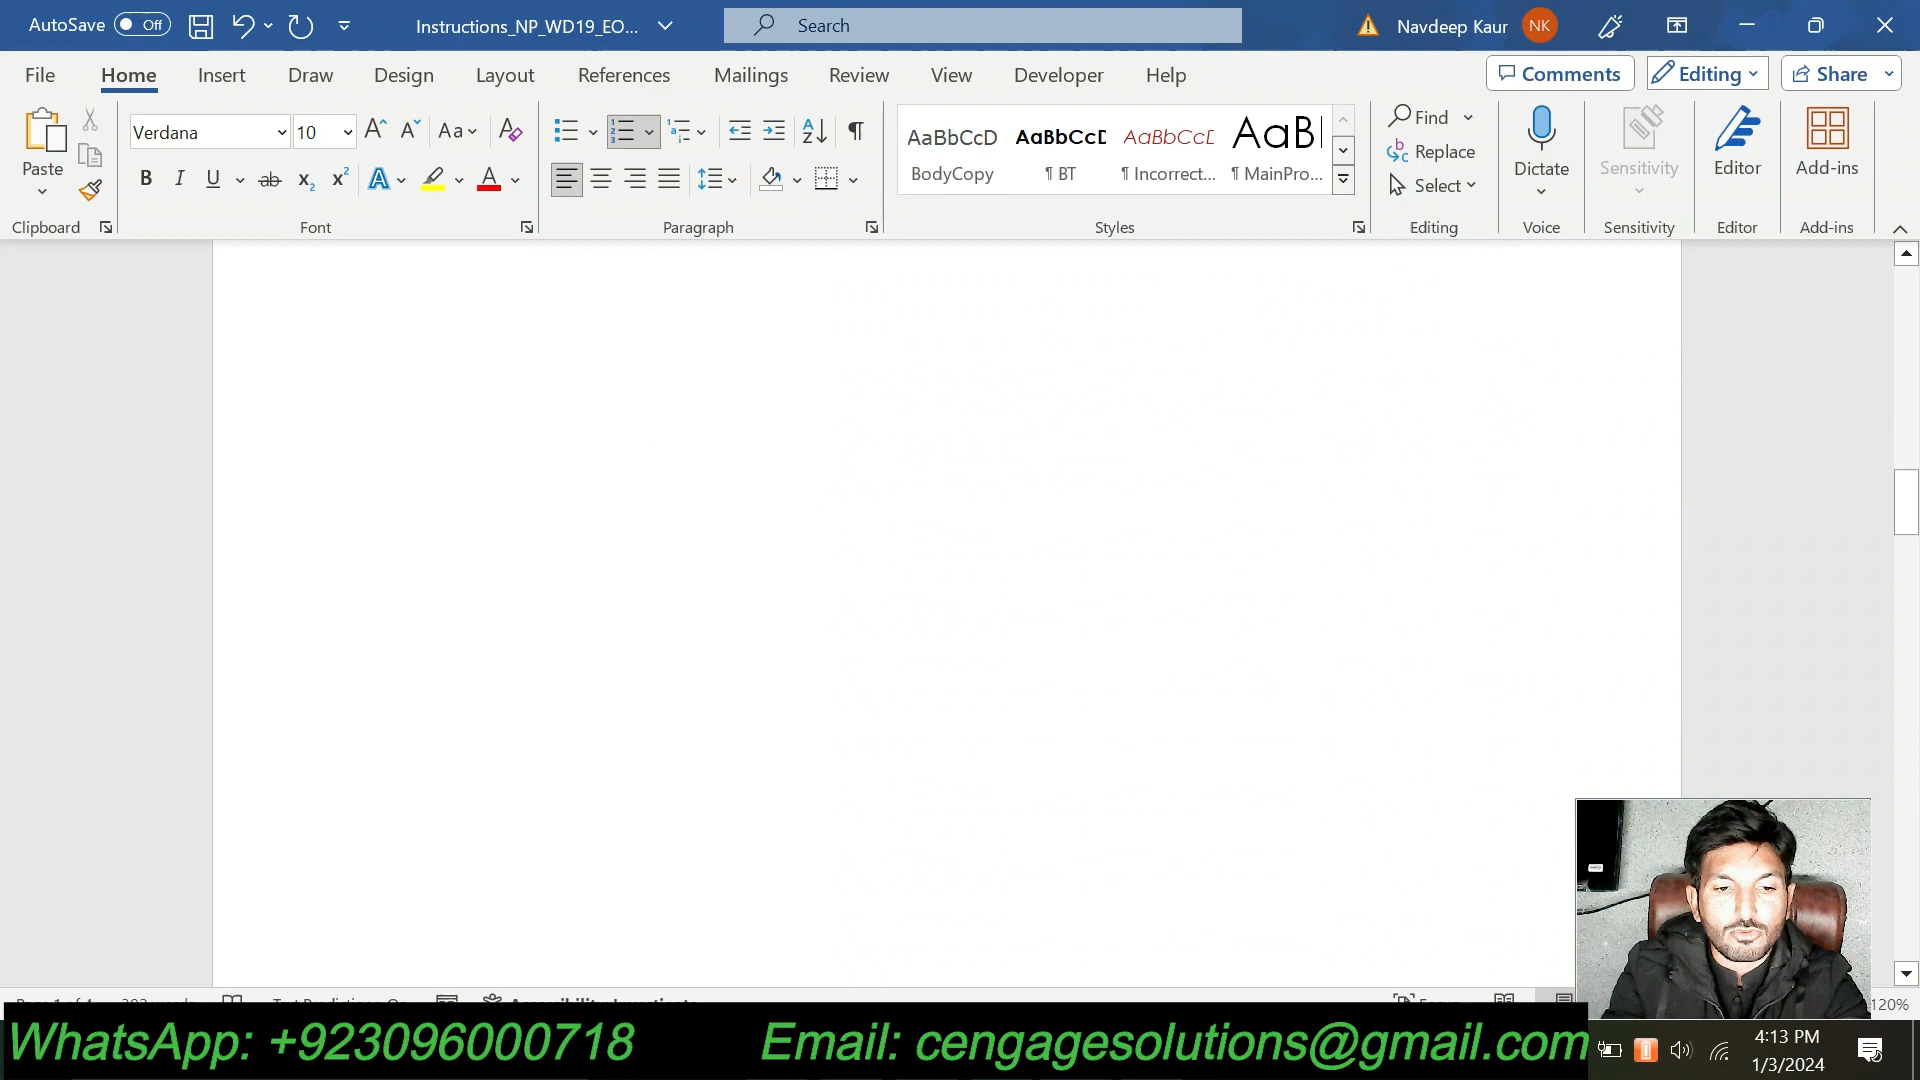 AutoSave Off Instructions_NP_WD19_EO... Search Navdeep Kaur NK
File Home Insert Draw Design Layout References Mailings Review View Developer Help Comments Editing Share
Paste
Clipboard
Verdana 10
Font
Paragraph
AaBbCcD AaBbCcD AaBbCcD AaB
BodyCopy ¶ BT ¶ Incorrect... ¶ MainPro...
Styles
Find
Replace
Select
Editing
Dictate
Voice
Sensitivity
Sensitivity
Editor
Editor
Add-ins
Add-ins
120%
WhatsApp: +923096000718 Email: cengagesolutions@gmail.com
4:13 PM
1/3/2024